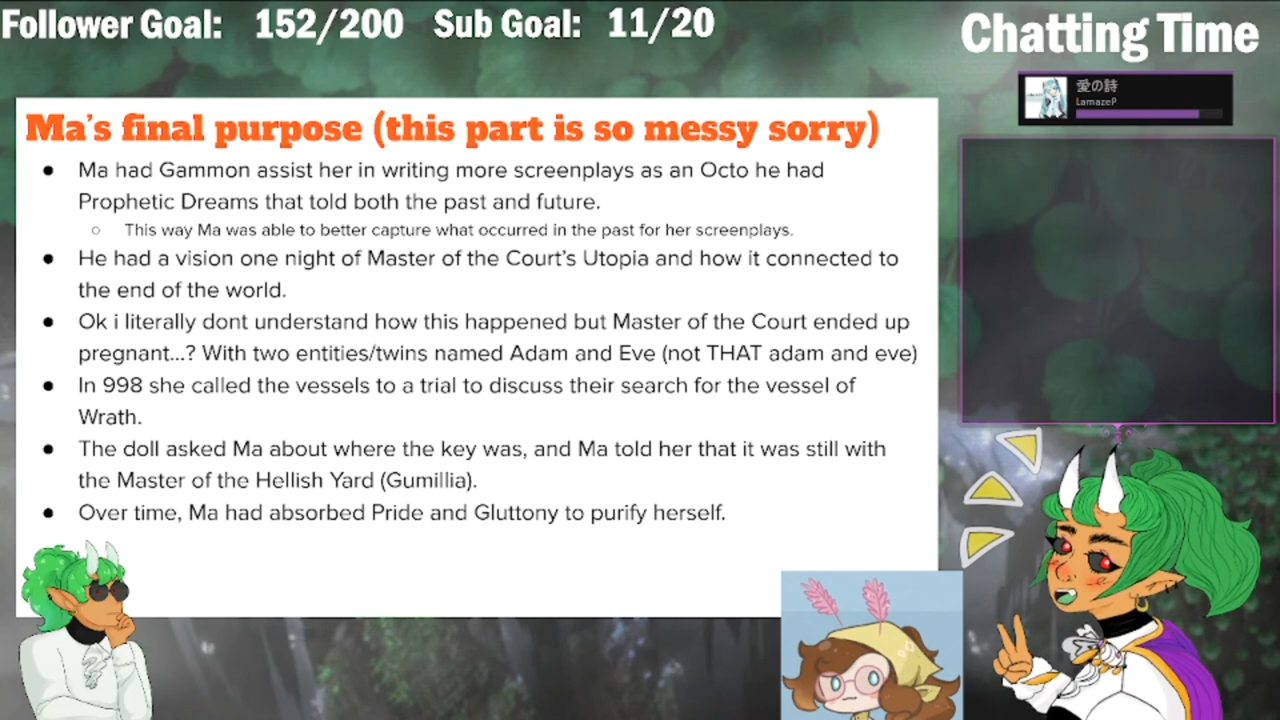 Follower Goal: 152/200 Sub Goal: 11/20
Chatting Time
愛の詩
LamazeP
Ma's final purpose (this part is so messy sorry)
● Ma had Gammon assist her in writing more screenplays as an Octo he had
Prophetic Dreams that told both the past and future.
○ This way Ma was able to better capture what occurred in the past for her screenplays.
● He had a vision one night of Master of the Court's Utopia and how it connected to
the end of the world.
● Ok i literally dont understand how this happened but Master of the Court ended up
pregnant...? With two entities/twins named Adam and Eve (not THAT adam and eve)
● In 998 she called the vessels to a trial to discuss their search for the vessel of
Wrath.
● The doll asked Ma about where the key was, and Ma told her that it was still with
the Master of the Hellish Yard (Gumillia).
● Over time, Ma had absorbed Pride and Gluttony to purify herself.